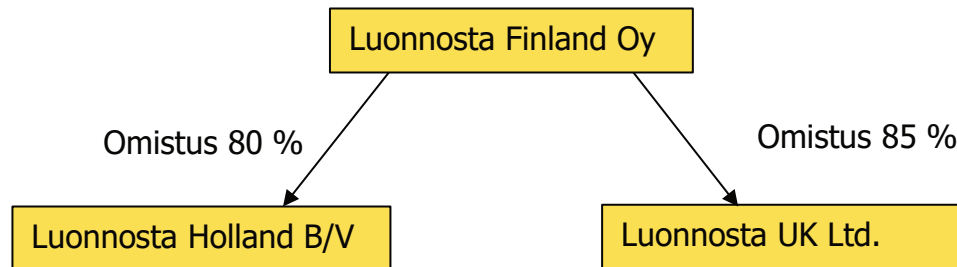 Luonnosta Finland Oy
Omistus 80 %
Omistus 85 %
Luonnosta Holland B/V
Luonnosta UK Ltd.